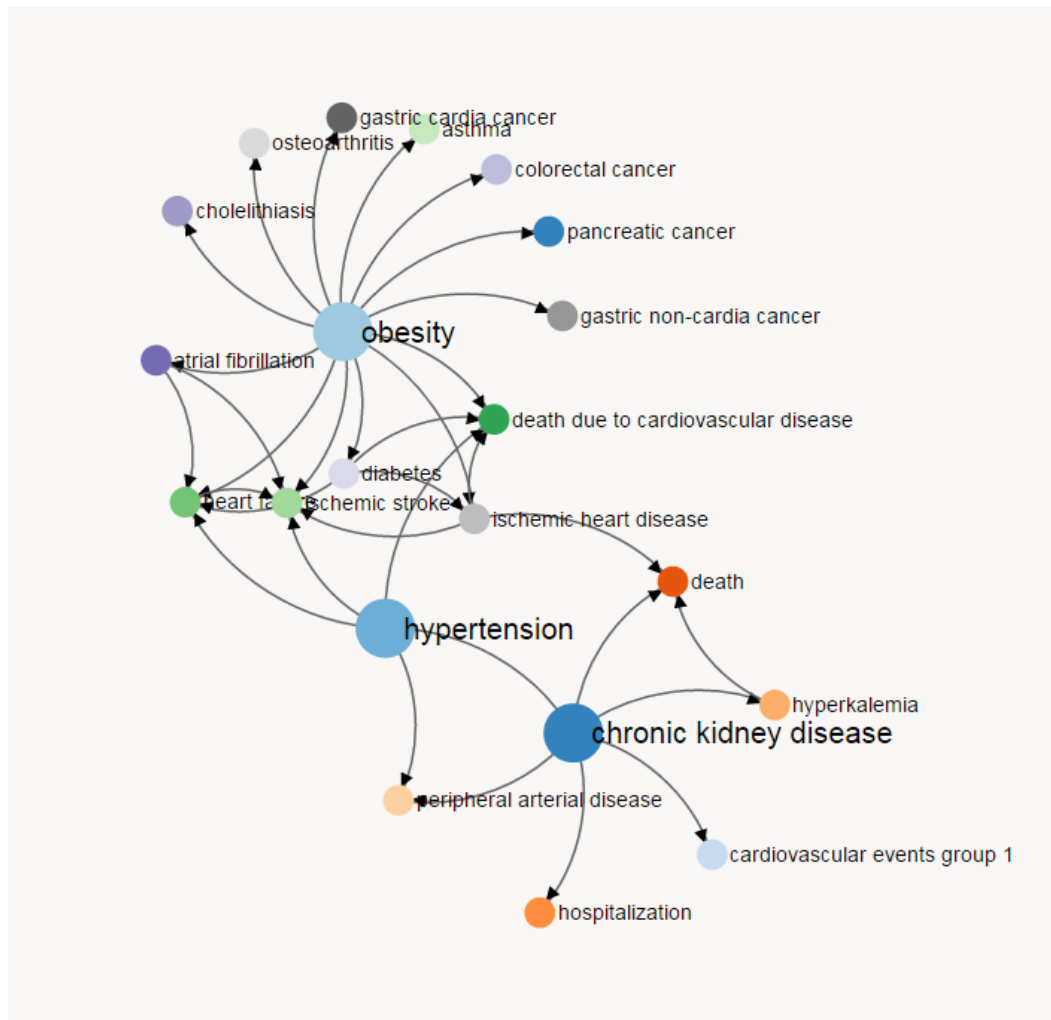 gastric cardia cancer
asthma
osteoarthritis
colorectal cancer
cholelithiasis
pancreatic cancer
gastric non-cardia cancer
obesity
atrial fibrillation
death due to cardiovascular disease
diabetes
heart
ischemic stroke
ischemic heart disease
death
hypertension
hyperkalemia
chronic kidney disease
peripheral arterial disease
cardiovascular events group 1
hospitalization